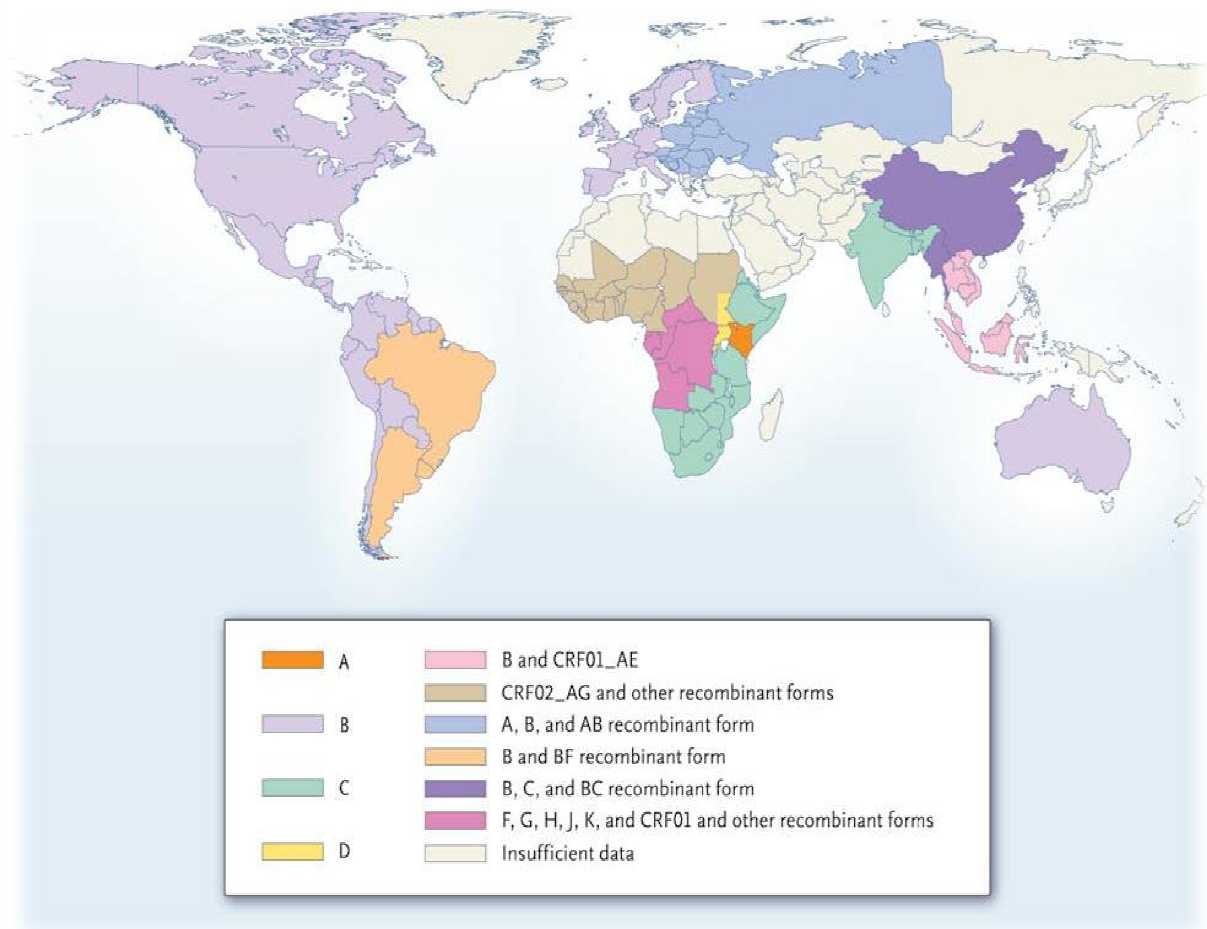 A
B and CRF01_AE
CRF02_AG and other recombinant forms
B
A, B, and AB recombinant form
B and BF recombinant form
C
B, C, and BC recombinant form
F, G, H, J, K, and CRF01 and other recombinant forms
D
Insufficient data